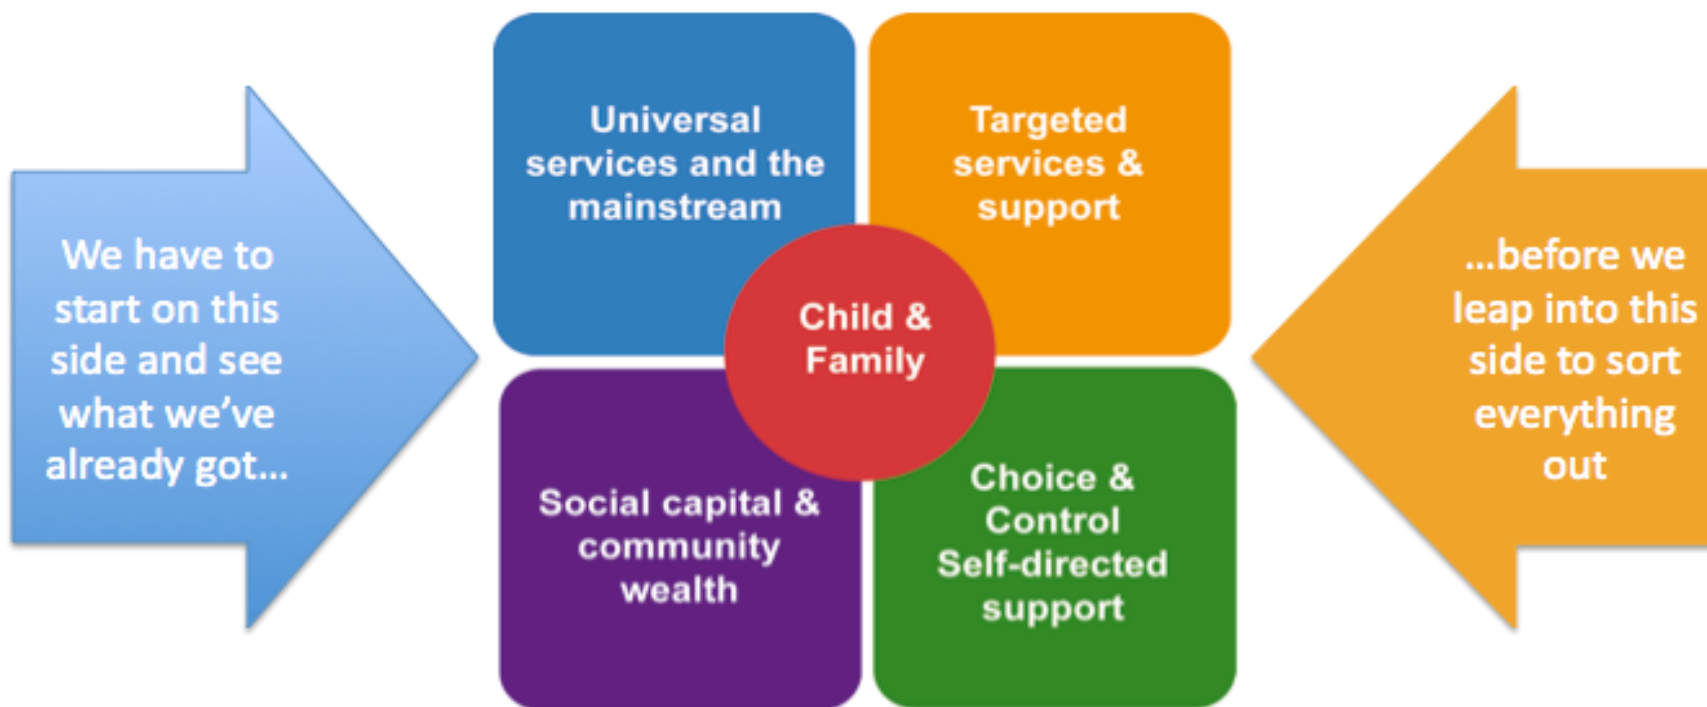 We have to
start on this
side and see
what we’ve
already got…
Universal
services and the
mainstream
Targeted
services &
support
Child &
Family
Social capital &
community
wealth
Choice &
Control
Self-directed
support
…before we
leap into this
side to sort
everything
out